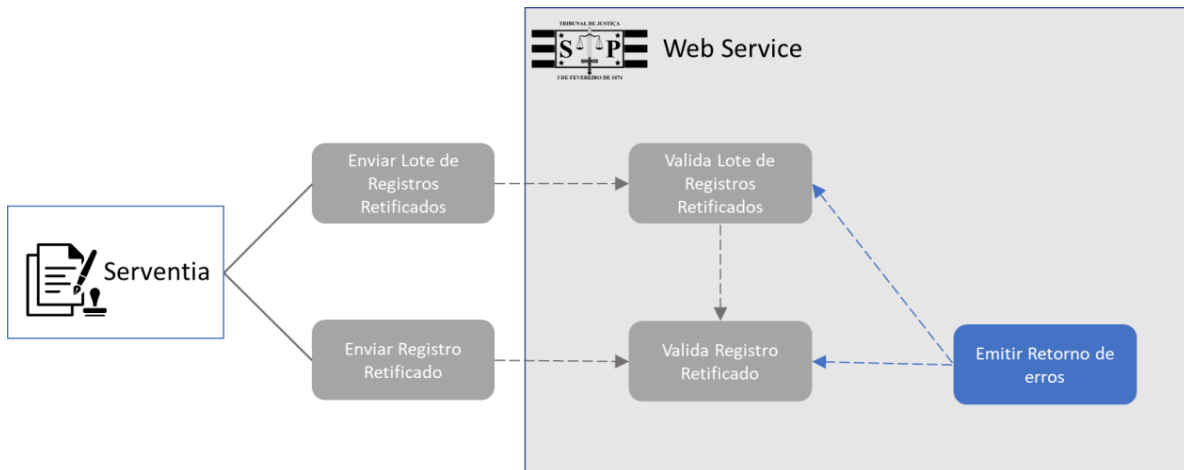 TRIBUNAL DE JUSTIÇA
S P
3 DE FEVEREIRO DE 1874
Web Service
Enviar Lote de
Registros
Retificados
Valida Lote de
Registros
Retificados
Serventia
Enviar Registro
Retificado
Valida Registro
Retificado
Emitir Retorno de
erros